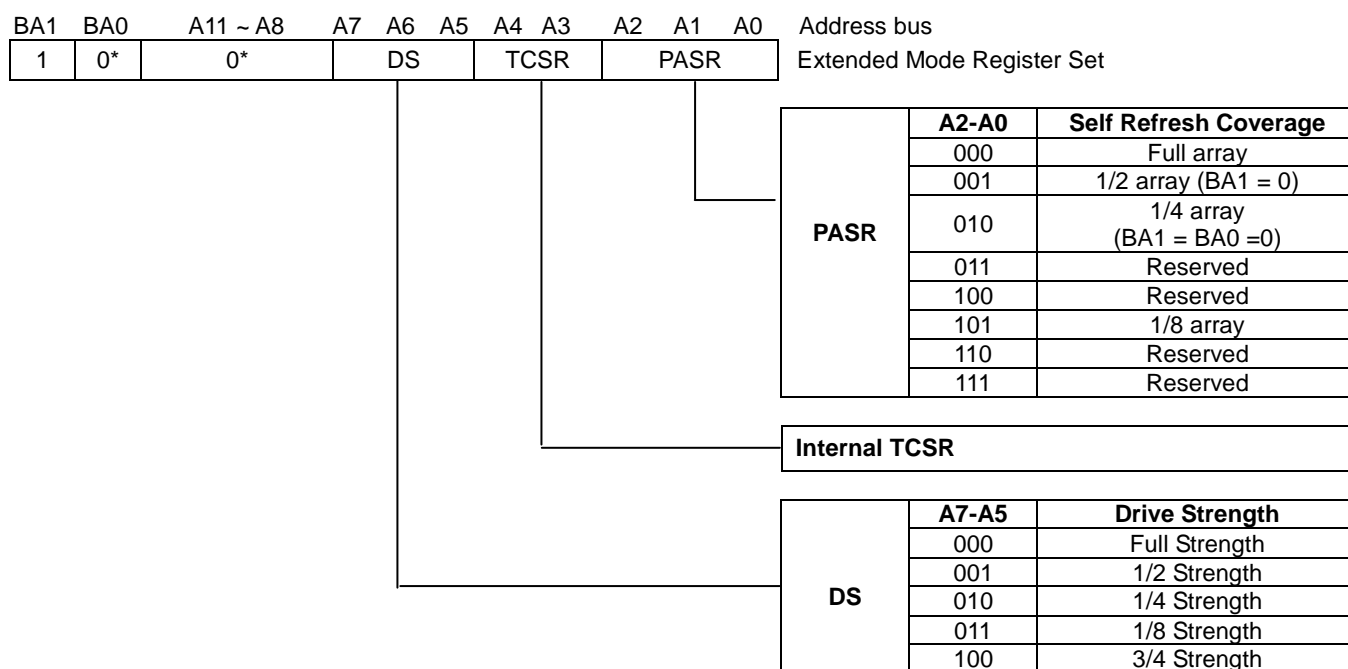 BA1 BA0 A11 ~ A8 A7 A6 A5 A4 A3 A2 A1 A0 Address bus
1 0* 0* DS TCSR PASR Extended Mode Register Set
A2-A0 Self Refresh Coverage
000 Full array
001 1/2 array (BA1 = 0)
PASR 010 1/4 array
(BA1 = BA0 =0)
011 Reserved
100 Reserved
101 1/8 array
110 Reserved
111 Reserved
Internal TCSR
A7-A5 Drive Strength
000 Full Strength
001 1/2 Strength
DS 010 1/4 Strength
011 1/8 Strength
100 3/4 Strength